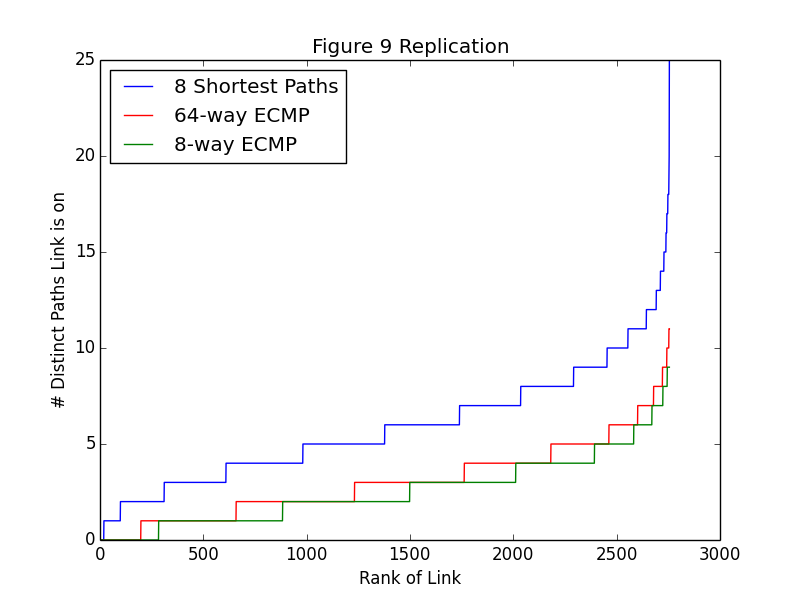 Figure 9 Replication
8 Shortest Paths
64-way ECMP
8-way ECMP
# Distinct Paths Link is on
25
20
15
10
5
0
0 500 1000 1500 2000 2500 3000
Rank of Link